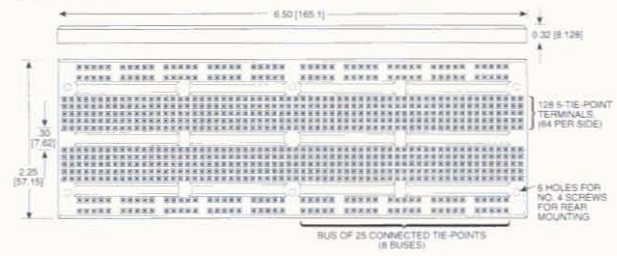 6.50 [165.1]
0.32 [8.128]
128 5-TIE-POINT
TERMINALS
(64 PER SIDE)
.30
[7.62]
2.25
[57.15]
6 HOLES FOR
NO. 4 SCREWS
FOR REAR
MOUNTING
BUS OF 25 CONNECTED TIE-POINTS
(8 BUSES)